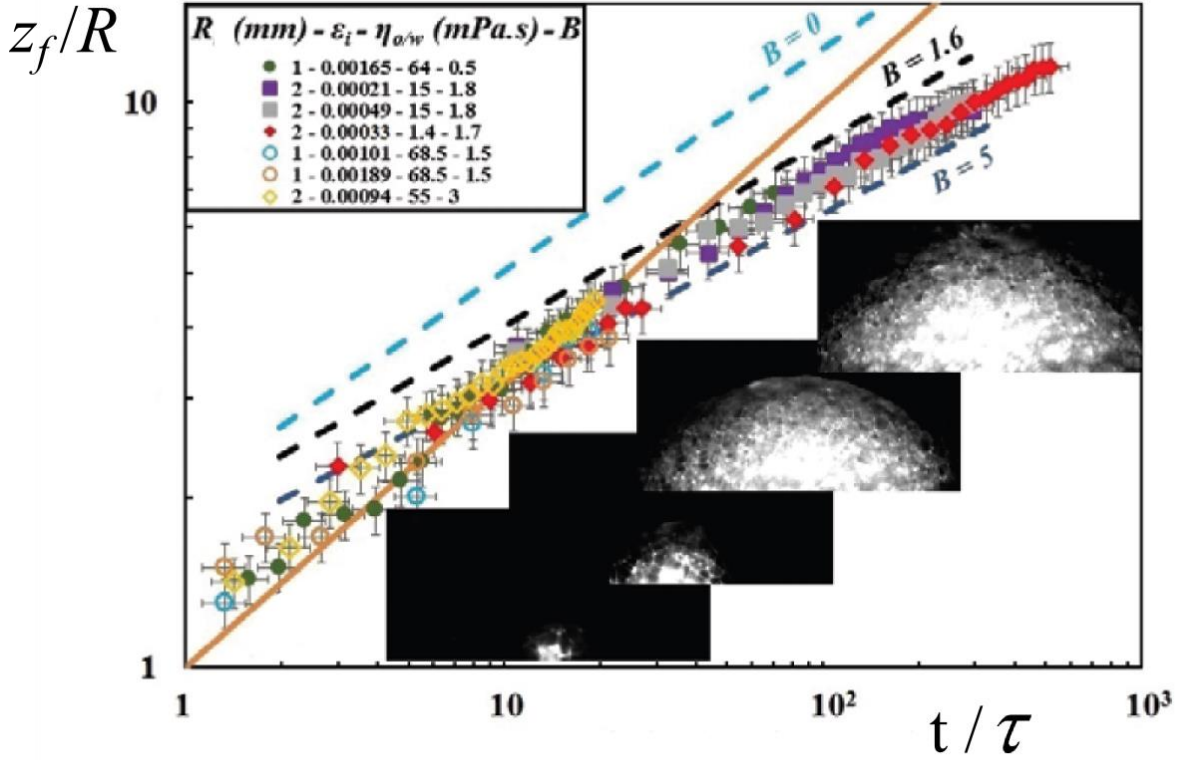 z_f/R
R (mm) - ε_i - η_{o/w} (mPa.s) - B
1 - 0.00165 - 64 - 0.5
2 - 0.00021 - 15 - 1.8
2 - 0.00049 - 15 - 1.8
2 - 0.00033 - 1.4 - 1.7
1 - 0.00101 - 68.5 - 1.5
1 - 0.00189 - 68.5 - 1.5
2 - 0.00094 - 55 - 3
B = 0
B = 1.6
B = 5
10
1
1
10
10²
10³
t / τ